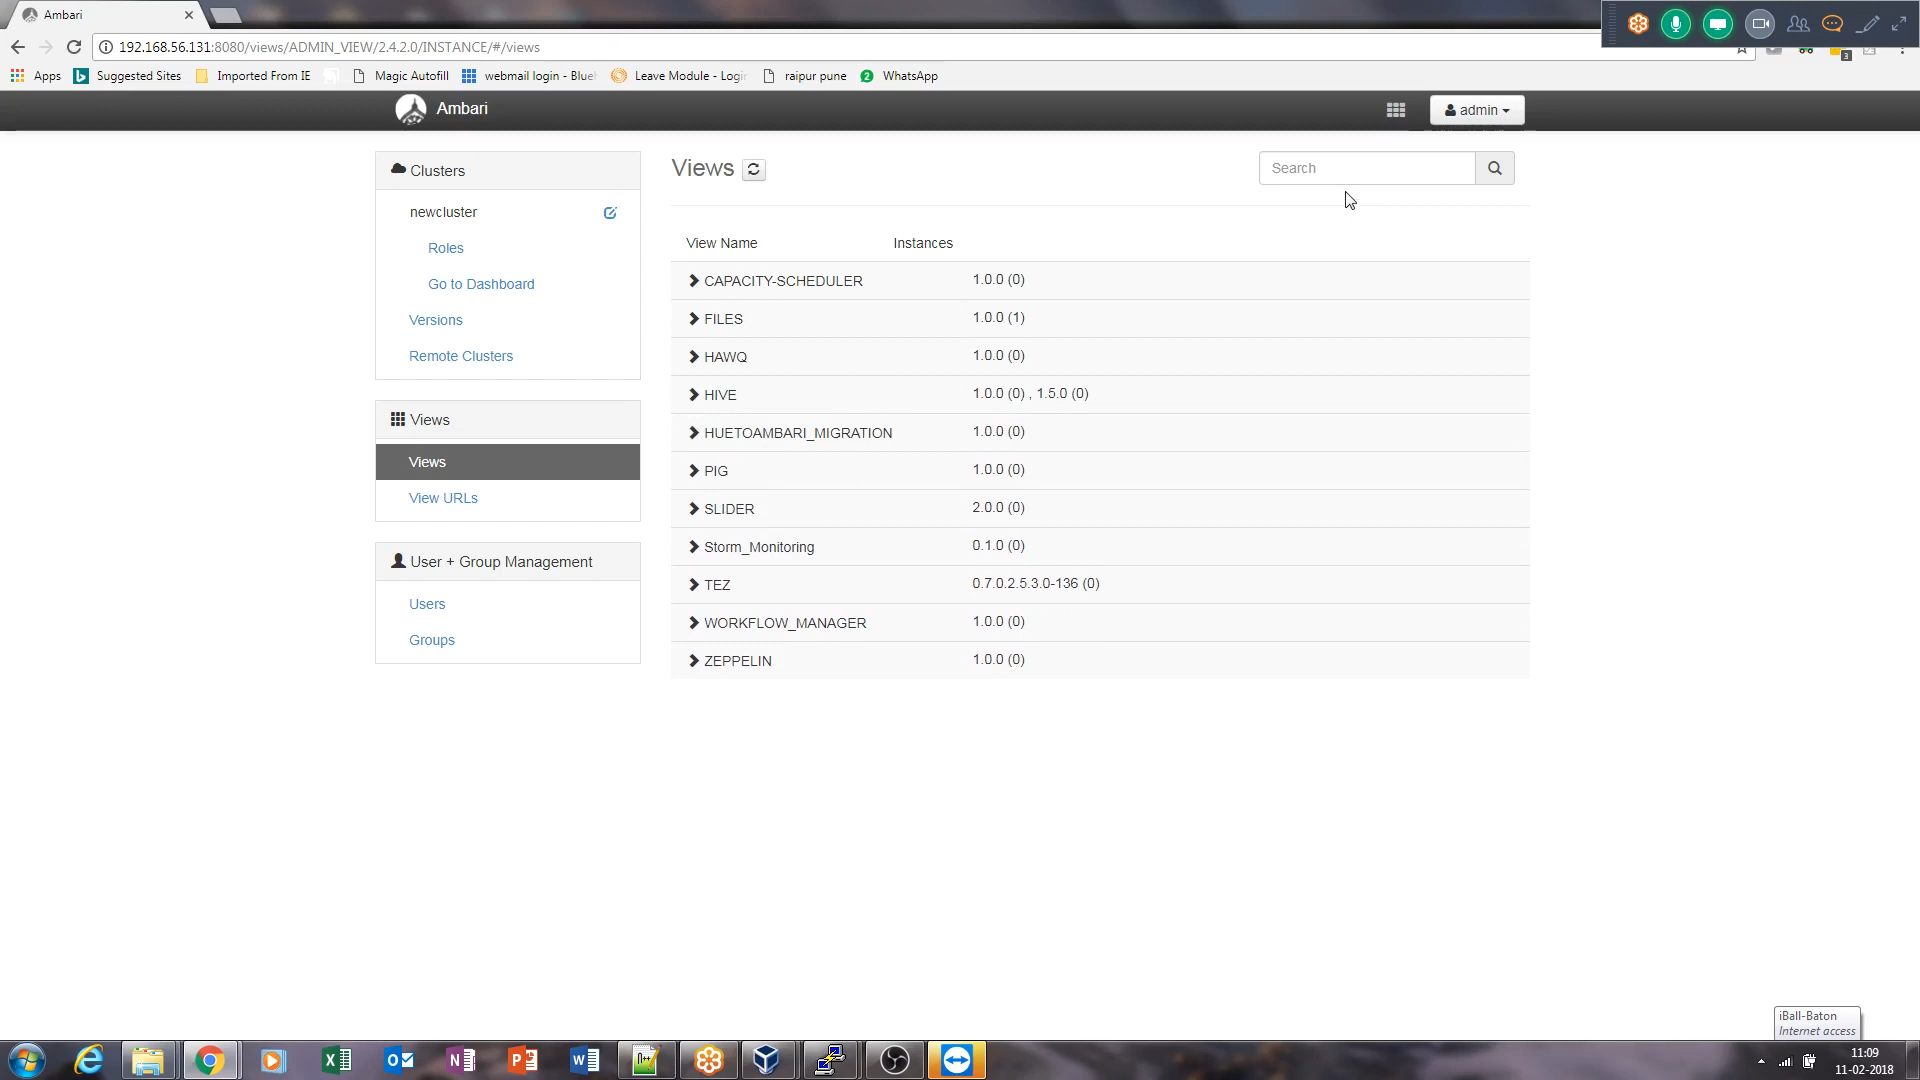 Ambari
192.168.56.131:8080/views/ADMIN_VIEW/2.4.2.0/INSTANCE/#/views
Apps Suggested Sites Imported From IE Magic Autofill webmail login - Blue Leave Module - Logi raipur pune 2 WhatsApp
3
Ambari admin
Clusters
newcluster
Roles
Go to Dashboard
Versions
Remote Clusters
Views
Views
View URLs
User + Group Management
Users
Groups
Views Search
View Name Instances
CAPACITY-SCHEDULER 1.0.0 (0)
FILES 1.0.0 (1)
HAWQ 1.0.0 (0)
HIVE 1.0.0 (0) , 1.5.0 (0)
HUETOAMBARI_MIGRATION 1.0.0 (0)
PIG 1.0.0 (0)
SLIDER 2.0.0 (0)
Storm_Monitoring 0.1.0 (0)
TEZ 0.7.0.2.5.3.0-136 (0)
WORKFLOW_MANAGER 1.0.0 (0)
ZEPPELIN 1.0.0 (0)
iBall-Baton
Internet access
11:09
11-02-2018